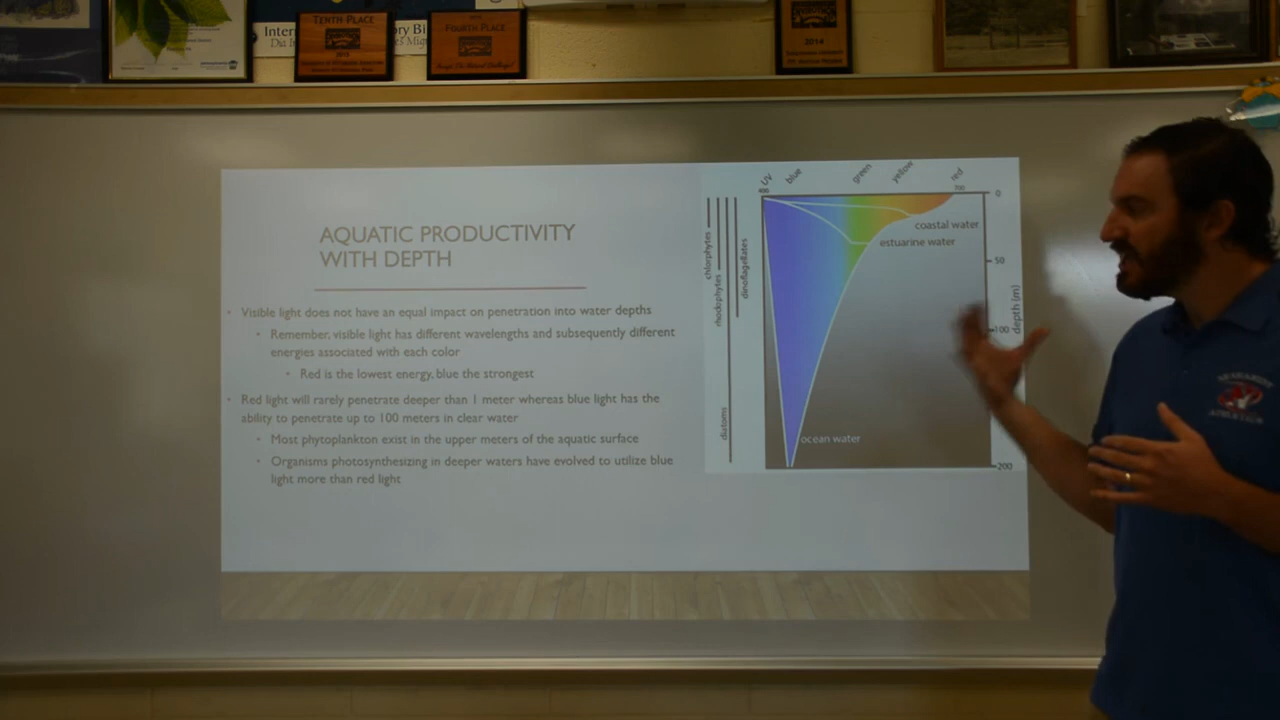 TENTH PLACE
2015
FOURTH PLACE
2014
Inter
ory Bi
AQUATIC PRODUCTIVITY
WITH DEPTH
• Visible light does not have an equal impact on penetration into water depths
• Remember, visible light has different wavelengths and subsequently different
energies associated with each color
• Red is the lowest energy, blue the strongest
• Red light will rarely penetrate deeper than 1 meter whereas blue light has the
ability to penetrate up to 100 meters in clear water
• Most phytoplankton exist in the upper meters of the aquatic surface
• Organisms photosynthesizing in deeper waters have evolved to utilize blue
light more than red light
UV
blue
green
yellow
red
400
700
0
coastal water
estuarine water
50
100
depth (m)
ocean water
200
chlorphytes
rhodophytes
dinoflagellates
diatoms